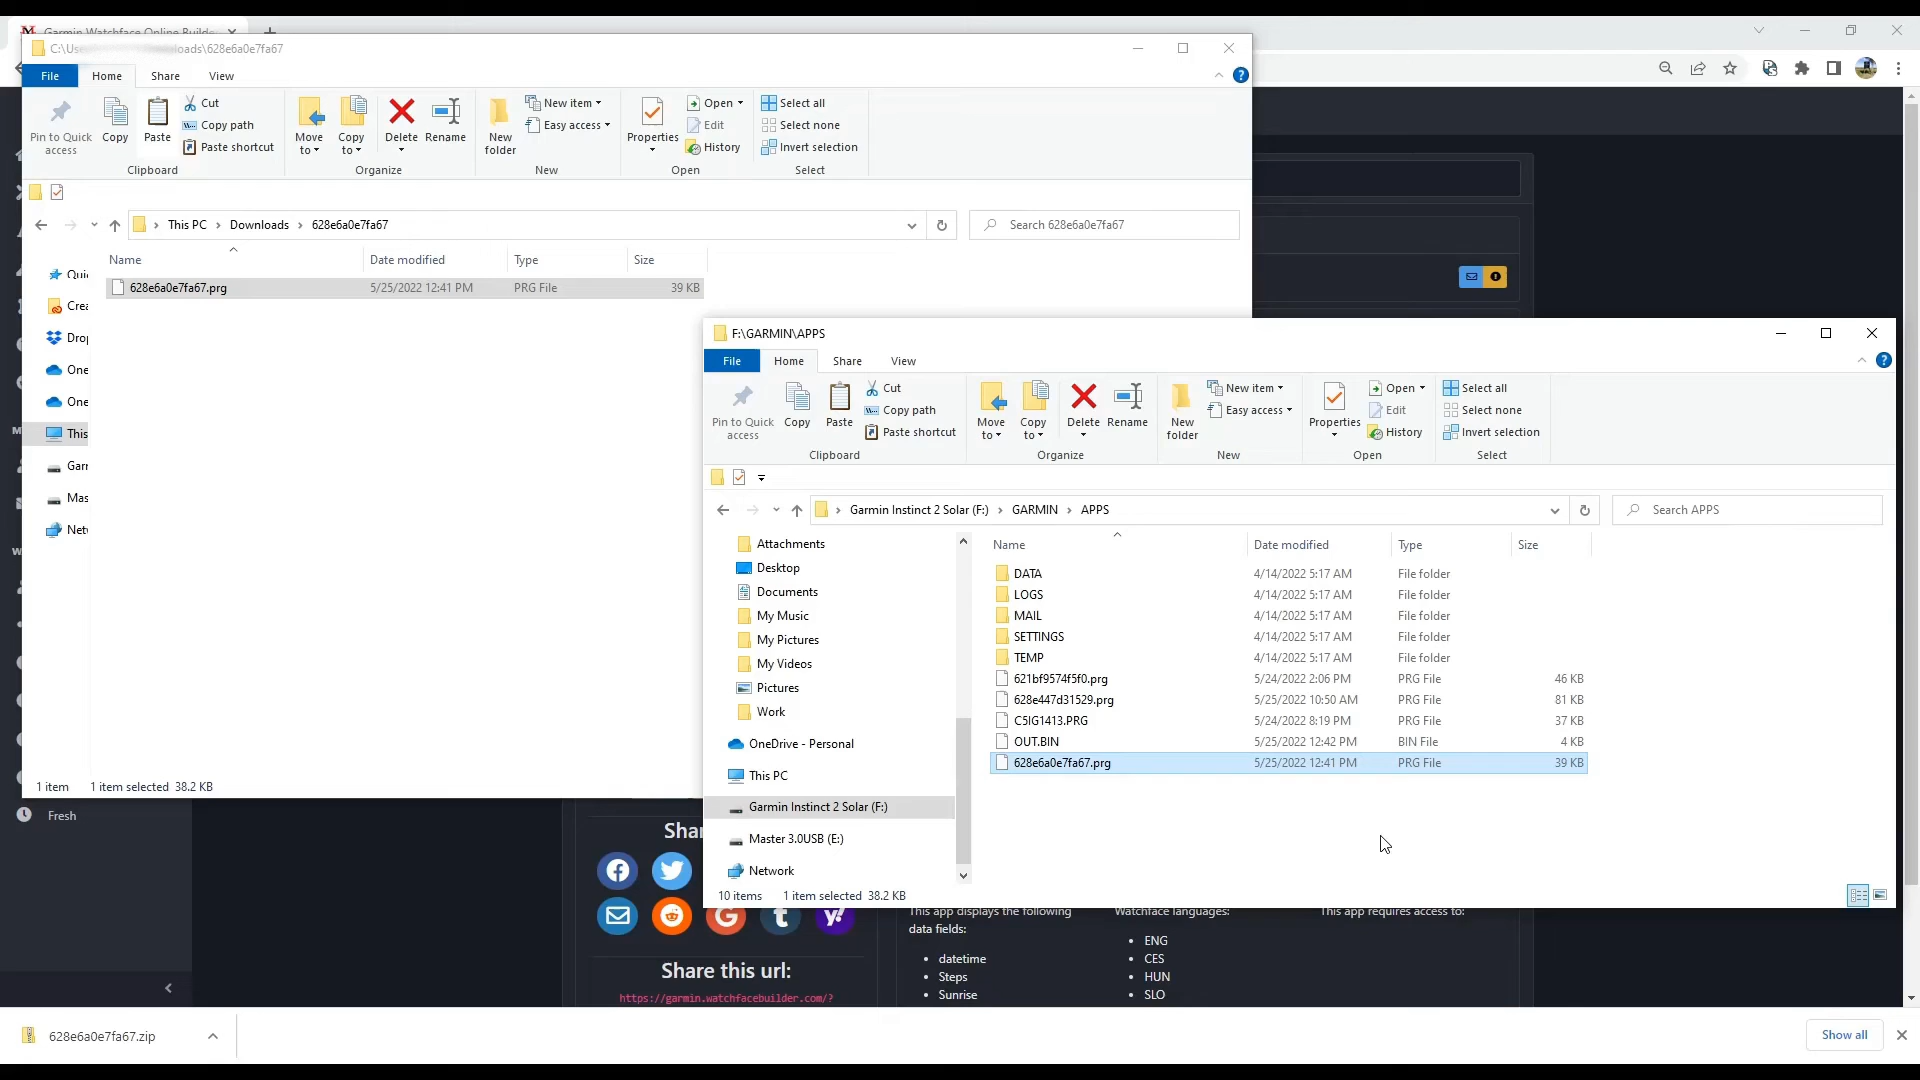 Garmin Watchface Online Builde
628e6a0e7fa67
File
Home
Share
View
Pin to Quick access
Copy
Paste
Cut
Copy path
Paste shortcut
Clipboard
Move to
Copy to
Delete
Rename
Organize
New folder
New item
Easy access
New
Properties
Open
Edit
History
Open
Select all
Select none
Invert selection
Select
This PC
Downloads
628e6a0e7fa67
Search 628e6a0e7fa67
Name
Date modified
Type
Size
628e6a0e7fa67.prg
5/25/2022 12:41 PM
PRG File
39 KB
Quic
Crea
Drop
One
One
This
Garr
Mas
Net
1 item
1 item selected 38.2 KB
F:\GARMIN\APPS
File
Home
Share
View
Pin to Quick access
Copy
Paste
Cut
Copy path
Paste shortcut
Clipboard
Move to
Copy to
Delete
Rename
Organize
New folder
New item
Easy access
New
Properties
Open
Edit
History
Open
Select all
Select none
Invert selection
Select
Garmin Instinct 2 Solar (F:)
GARMIN
APPS
Search APPS
Attachments
Desktop
Documents
My Music
My Pictures
My Videos
Pictures
Work
OneDrive - Personal
This PC
Garmin Instinct 2 Solar (F:)
Master 3.0USB (E:)
Network
Name
Date modified
Type
Size
DATA 4/14/2022 5:17 AM File folder
LOGS 4/14/2022 5:17 AM File folder
MAIL 4/14/2022 5:17 AM File folder
SETTINGS 4/14/2022 5:17 AM File folder
TEMP 4/14/2022 5:17 AM File folder
621bf9574f5f0.prg 5/24/2022 2:06 PM PRG File 46 KB
628e447d31529.prg 5/25/2022 10:50 AM PRG File 81 KB
C5IG1413.PRG 5/24/2022 8:19 PM PRG File 37 KB
OUT.BIN 5/25/2022 12:42 PM BIN File 4 KB
628e6a0e7fa67.prg 5/25/2022 12:41 PM PRG File 39 KB
10 items
1 item selected 38.2 KB
Fresh
Shar
Share this url:
https://garmin.watchfacebuilder.com/?
This app displays the following
data fields:
datetime
Steps
Sunrise
Watchface languages:
ENG
CES
HUN
SLO
This app requires access to:
628e6a0e7fa67.zip
Show all